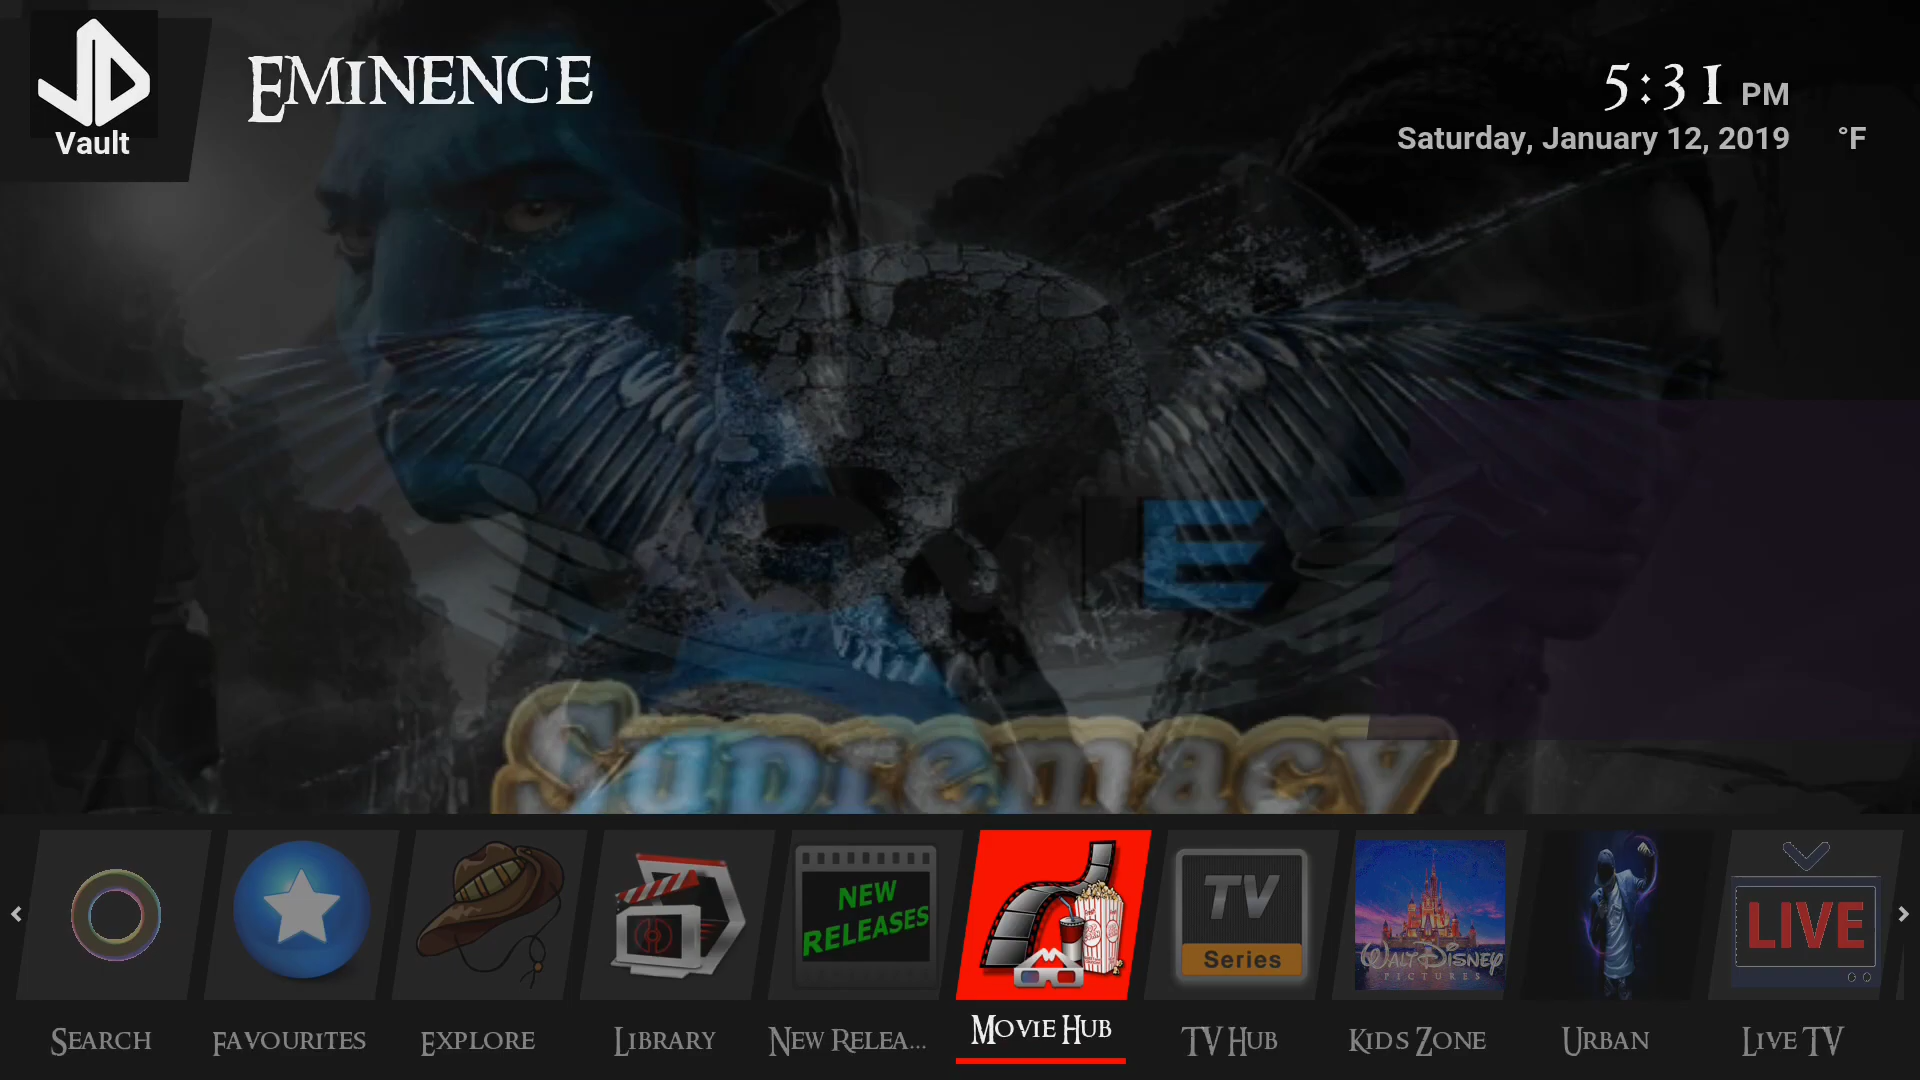 Vault
EMINENCE
5:31 PM
Saturday, January 12, 2019 °F
Supremacy
NEW
RELEASES
TV
Series
WALT DISNEY
PICTURES
LIVE
SEARCH
FAVOURITES
EXPLORE
LIBRARY
NEW RELEA...
MOVIE HUB
TV HUB
KIDS ZONE
URBAN
LIVE TV